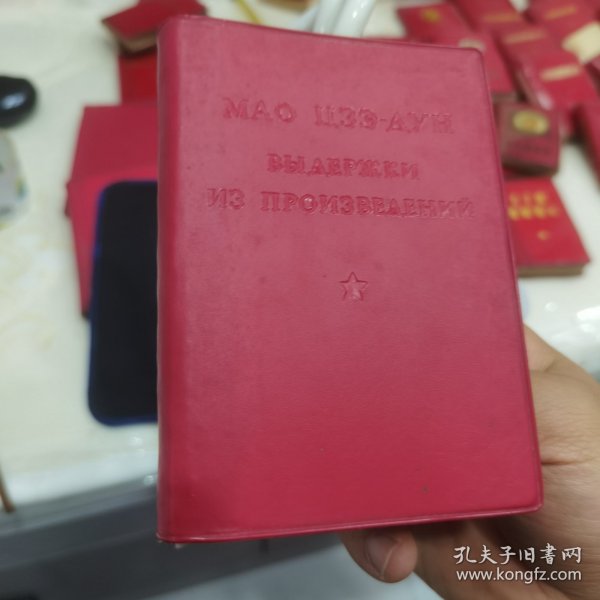 МАО ЦЗЭ-ДУН
ВЫДЕРЖКИ
ИЗ ПРОИЗВЕДЕНИЙ
孔夫子旧书网
www.kongfz.com